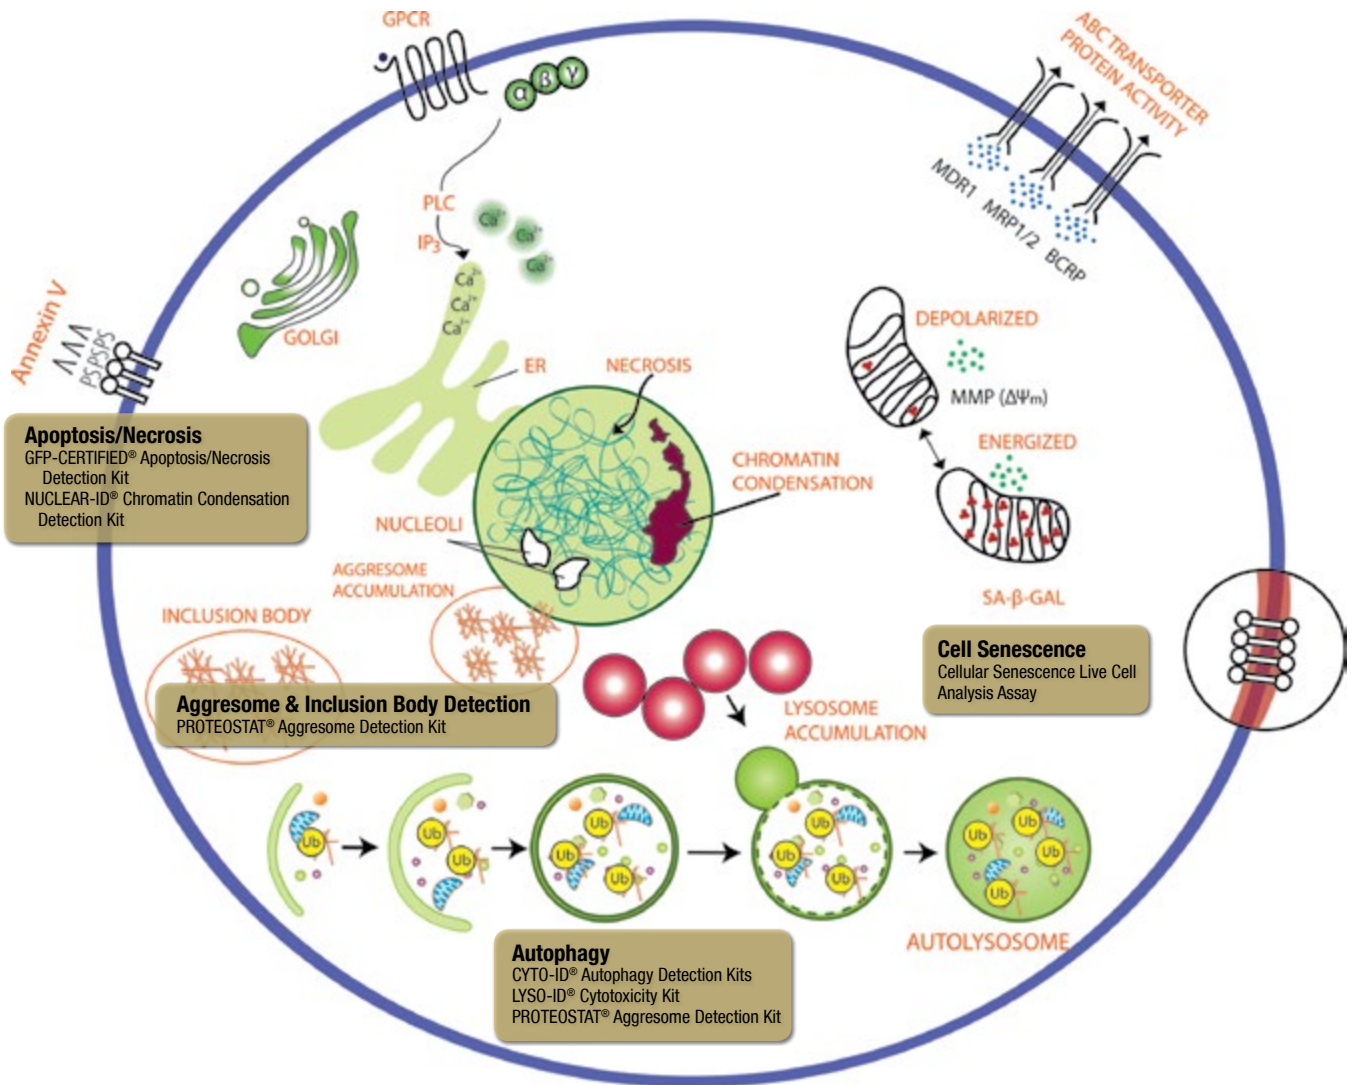 GPCR
α β γ
ABC TRANSPORTER
PROTEIN ACTIVITY
MDR1 MRP1/2 BCRP
PLC
IP₃
Ca²⁺
Ca²⁺
Ca²⁺
Ca²⁺
Ca²⁺
Ca²⁺
GOLGI
Annexin V
PS PS PS
ER
NECROSIS
DEPOLARIZED
MMP (ΔΨm)
ENERGIZED
CHROMATIN
CONDENSATION
Apoptosis/Necrosis
GFP-CERTIFIED® Apoptosis/Necrosis
Detection Kit
NUCLEAR-ID® Chromatin Condensation
Detection Kit
NUCLEOLI
AGGRESOME
ACCUMULATION
INCLUSION BODY
SA-β-GAL
Cell Senescence
Cellular Senescence Live Cell
Analysis Assay
Aggresome & Inclusion Body Detection
PROTEOSTAT® Aggresome Detection Kit
LYSOSOME
ACCUMULATION
Ub
Ub
Ub
Ub
Ub
Ub
Ub
Ub
Ub
Ub
Ub
Ub
Ub
AUTOLYSOSOME
Autophagy
CYTO-ID® Autophagy Detection Kits
LYSO-ID® Cytotoxicity Kit
PROTEOSTAT® Aggresome Detection Kit